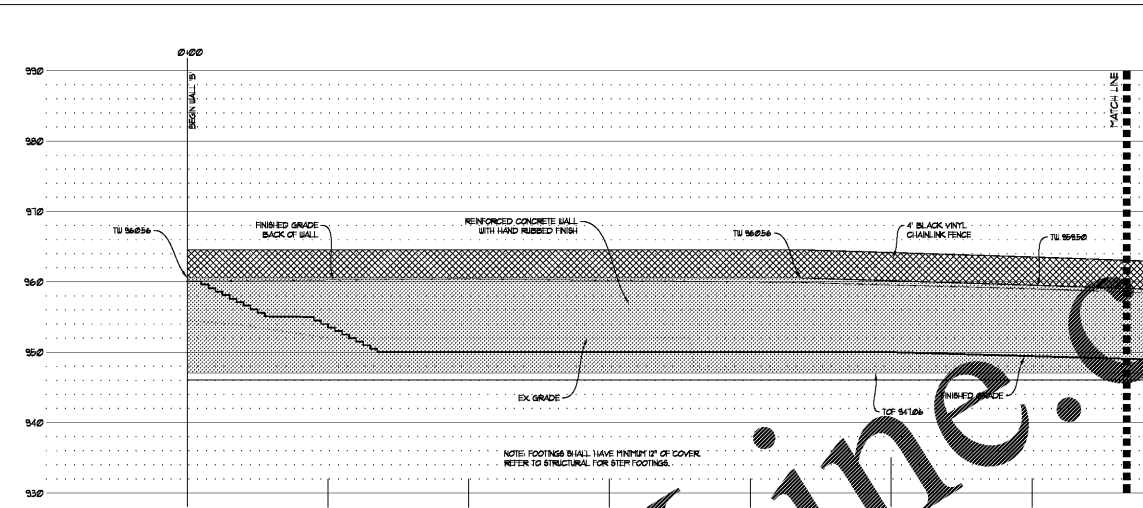 0+00
990
BEGIN WALL 'B'
MATCH LINE
980
970
TW 960.56
FINISHED GRADE
BACK OF WALL
REINFORCED CONCRETE WALL
WITH HAND RUBBED FINISH
TW 960.56
4' BLACK VINYL
CHAINLINK FENCE
TW 959.50
960
950
EX. GRADE
FINISHED GRADE
TOF 947.06
940
NOTE: FOOTINGS SHALL HAVE MINIMUM 12" OF COVER.
REFER TO STRUCTURAL FOR STEP FOOTINGS.
930
ine.c